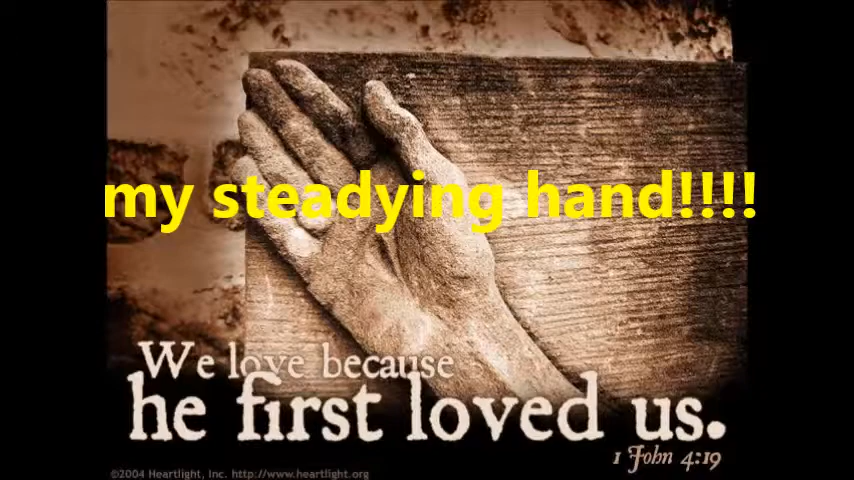 my steadying hand!!!!
We love because
he first loved us.
1 John 4:19
©2004 Heartlight, Inc. http://www.heartlight.org